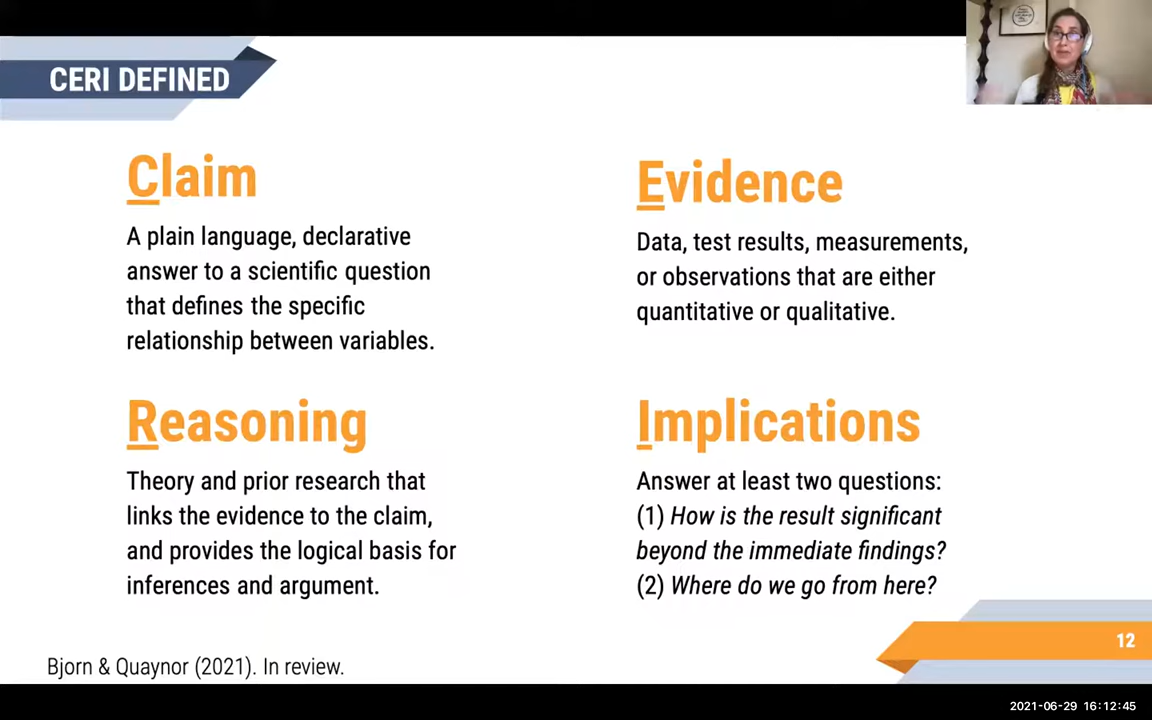 CERI DEFINED
Claim
A plain language, declarative
answer to a scientific question
that defines the specific
relationship between variables.
Evidence
Data, test results, measurements,
or observations that are either
quantitative or qualitative.
Reasoning
Theory and prior research that
links the evidence to the claim,
and provides the logical basis for
inferences and argument.
Implications
Answer at least two questions:
(1) How is the result significant
beyond the immediate findings?
(2) Where do we go from here?
12
Bjorn & Quaynor (2021). In review.
2021-06-29 16:12:45